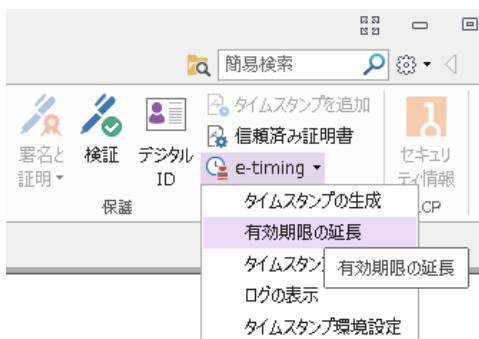 簡易検索
署名と
証明
検証
デジタル
ID
タイムスタンプを追加
信頼済み証明書
e-timing
セキュリ
ティ情報
保護
タイムスタンプの生成
有効期限の延長
タイムスタン
有効期限の延長
ログの表示
タイムスタンプ環境設定
CP